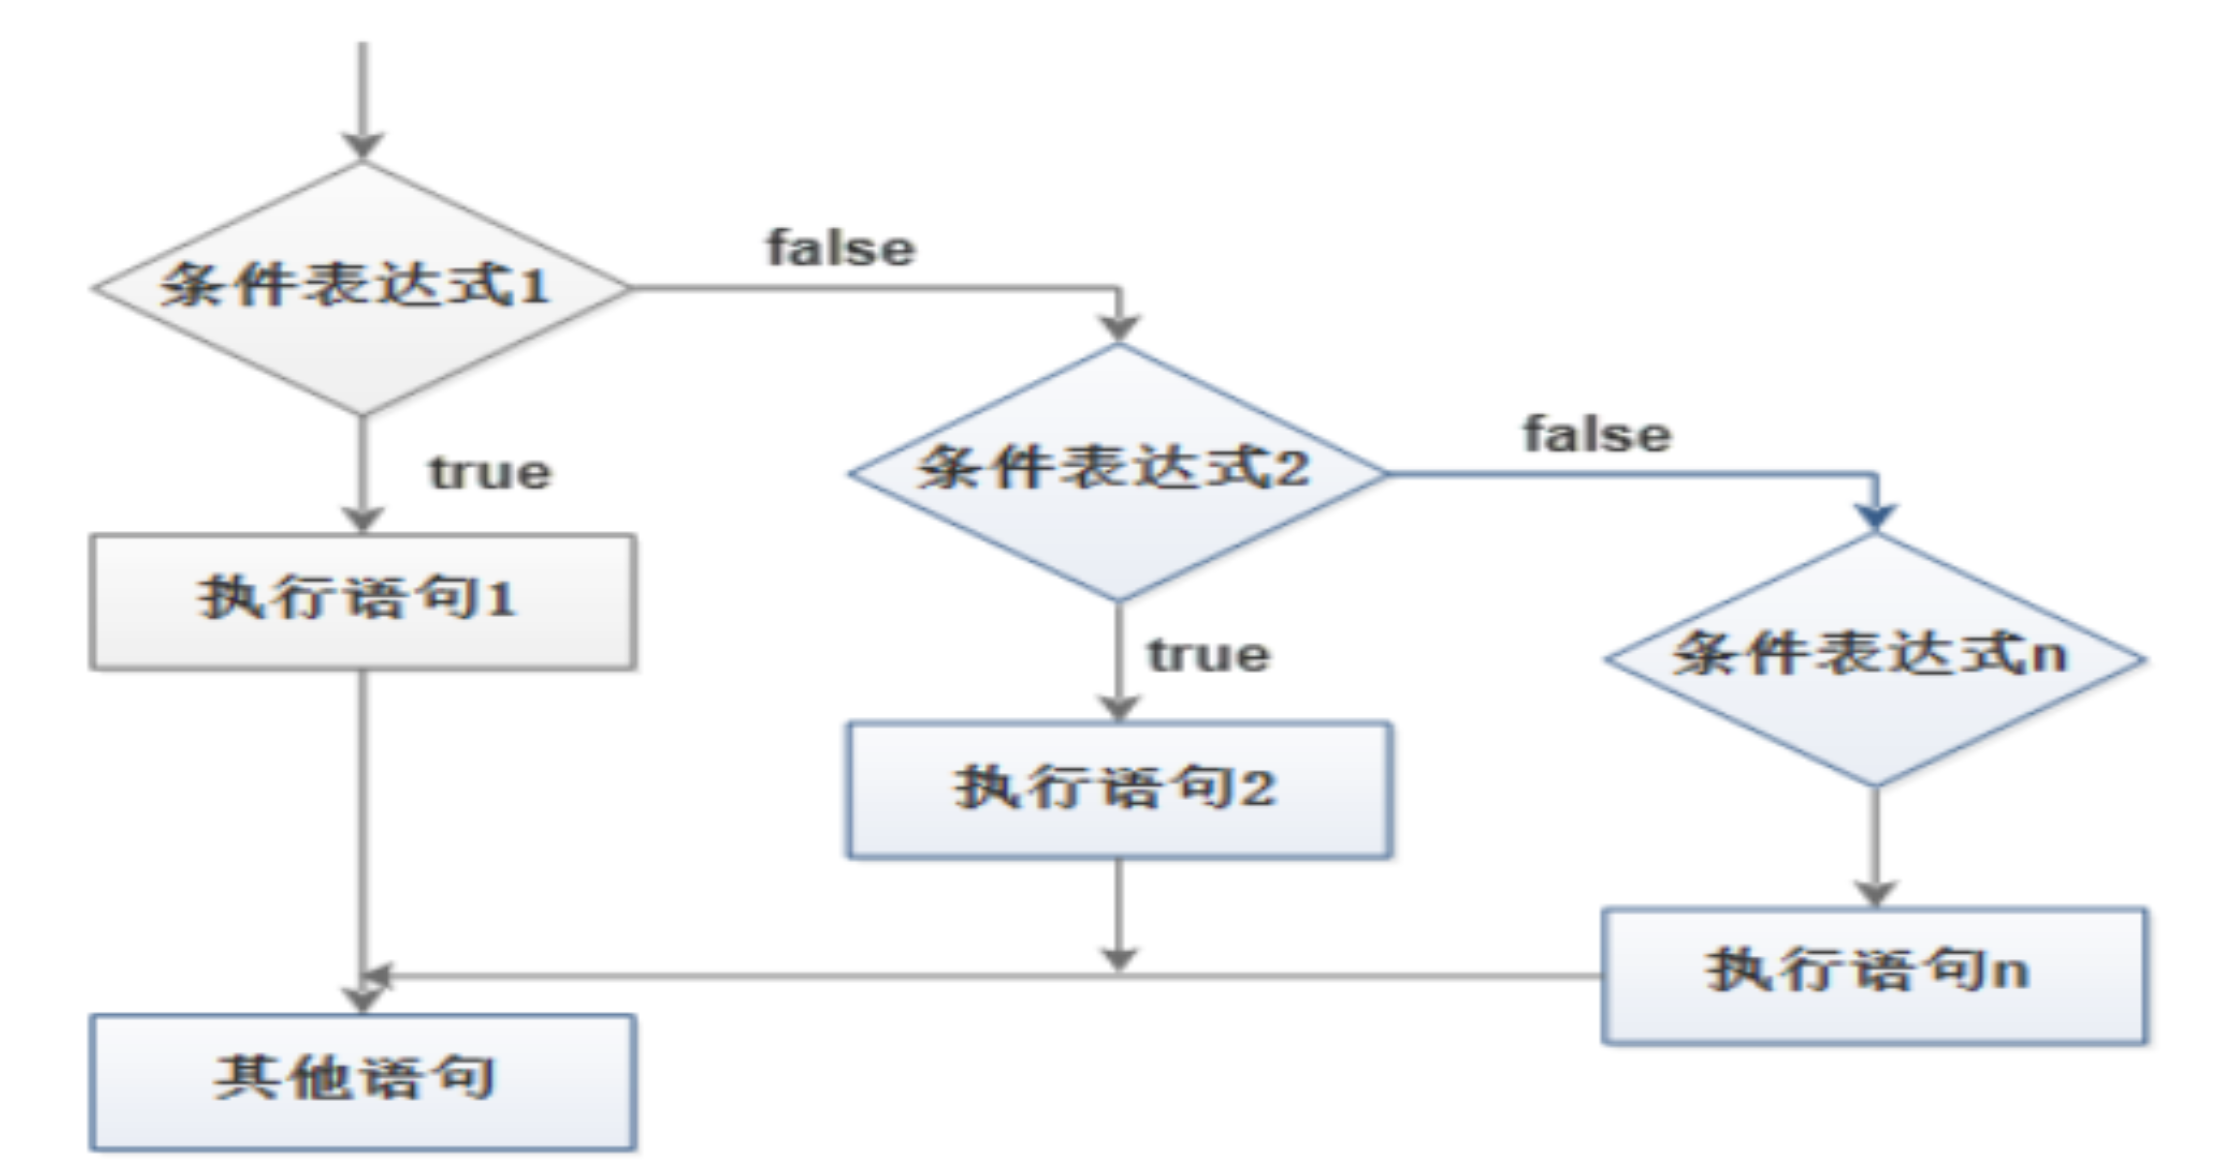 条件表达式1
false
true
条件表达式2
false
执行语句1
true
条件表达式n
执行语句2
执行语句n
其他语句